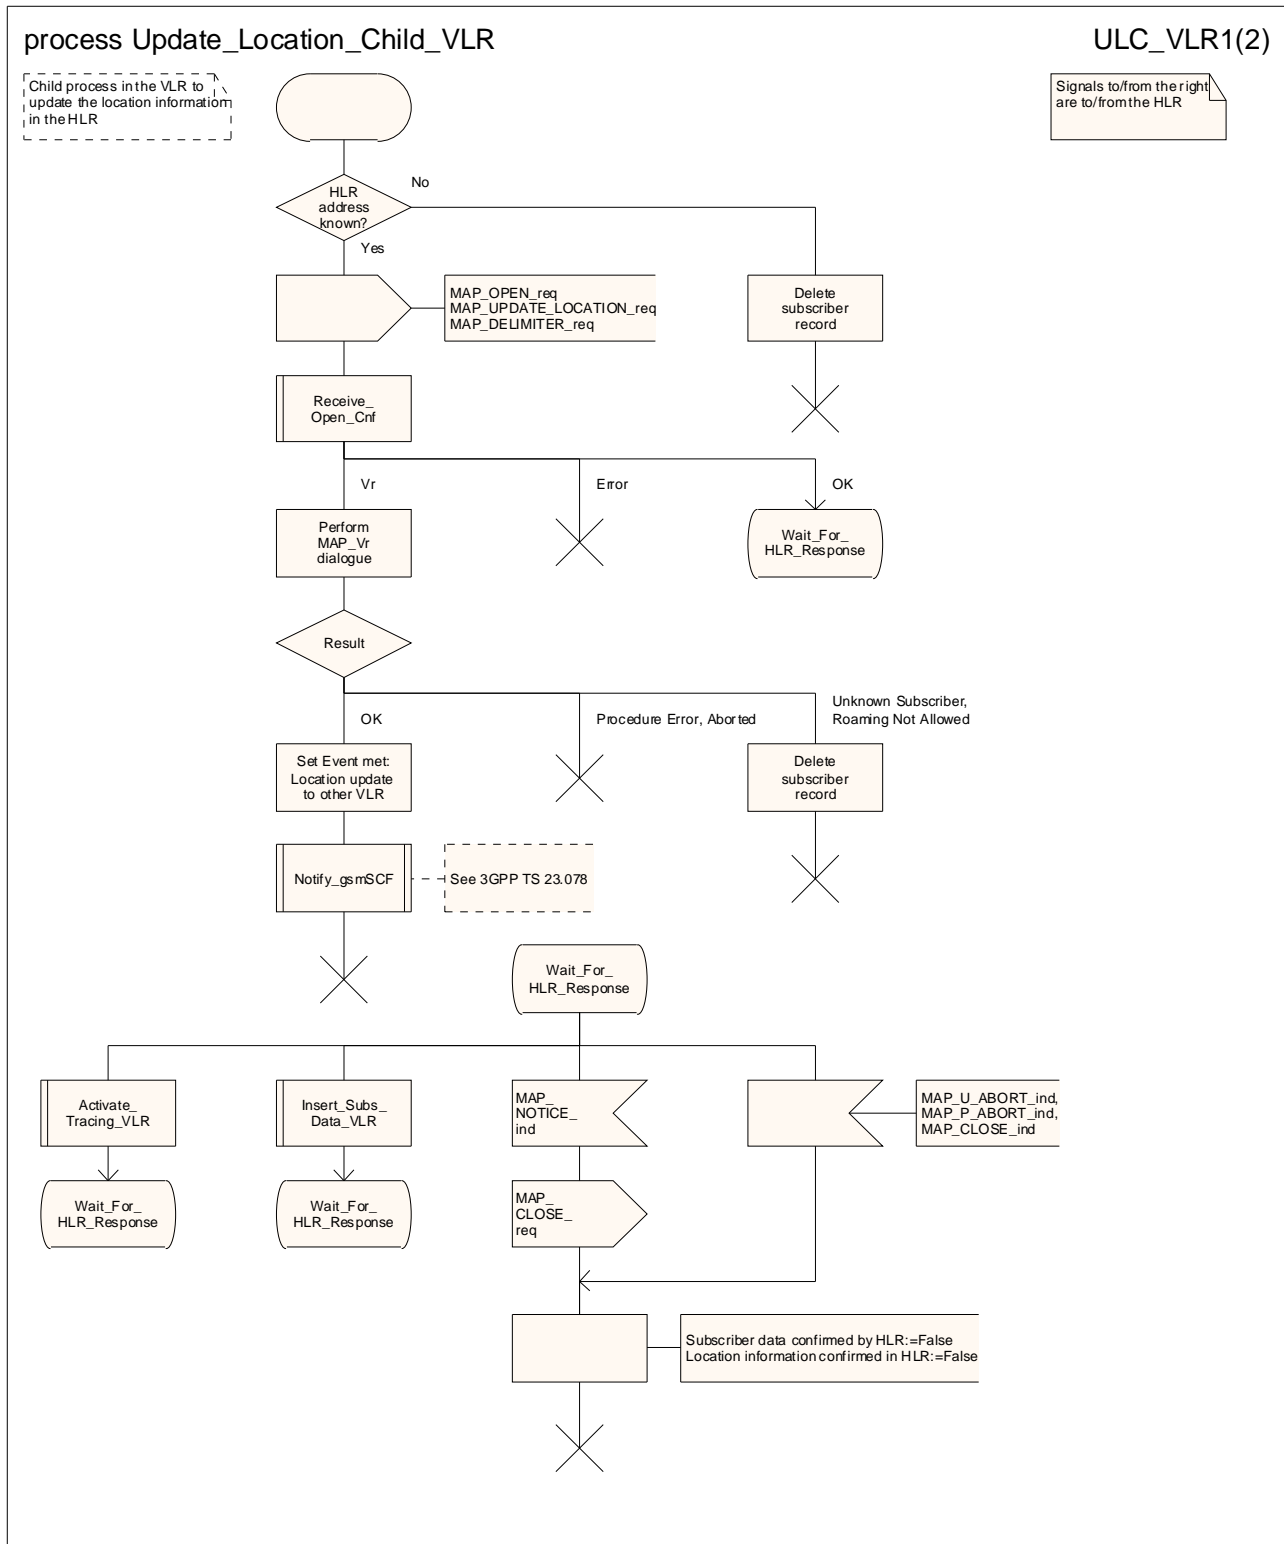 process Update_Location_Child_VLR
ULC_VLR1(2)
Child process in the VLR to
update the location information
in the HLR
Signals to/from the right
are to/from the HLR
HLR
address
known?
No
Yes
MAP_OPEN_req
MAP_UPDATE_LOCATION_req
MAP_DELIMITER_req
Delete
subscriber
record
Receive_
Open_Cnf
Vr
Error
OK
Perform
MAP_Vr
dialogue
Wait_For_
HLR_Response
Result
OK
Procedure Error, Aborted
Unknown Subscriber,
Roaming Not Allowed
Set Event met:
Location update
to other VLR
Delete
subscriber
record
Notify_gsmSCF
See 3GPP TS 23.078
Wait_For_
HLR_Response
Activate_
Tracing_VLR
Insert_Subs_
Data_VLR
MAP_
NOTICE_
ind
MAP_U_ABORT_ind,
MAP_P_ABORT_ind,
MAP_CLOSE_ind
Wait_For_
HLR_Response
Wait_For_
HLR_Response
MAP_
CLOSE_
req
Subscriber data confirmed by HLR:=False
Location information confirmed in HLR:=False